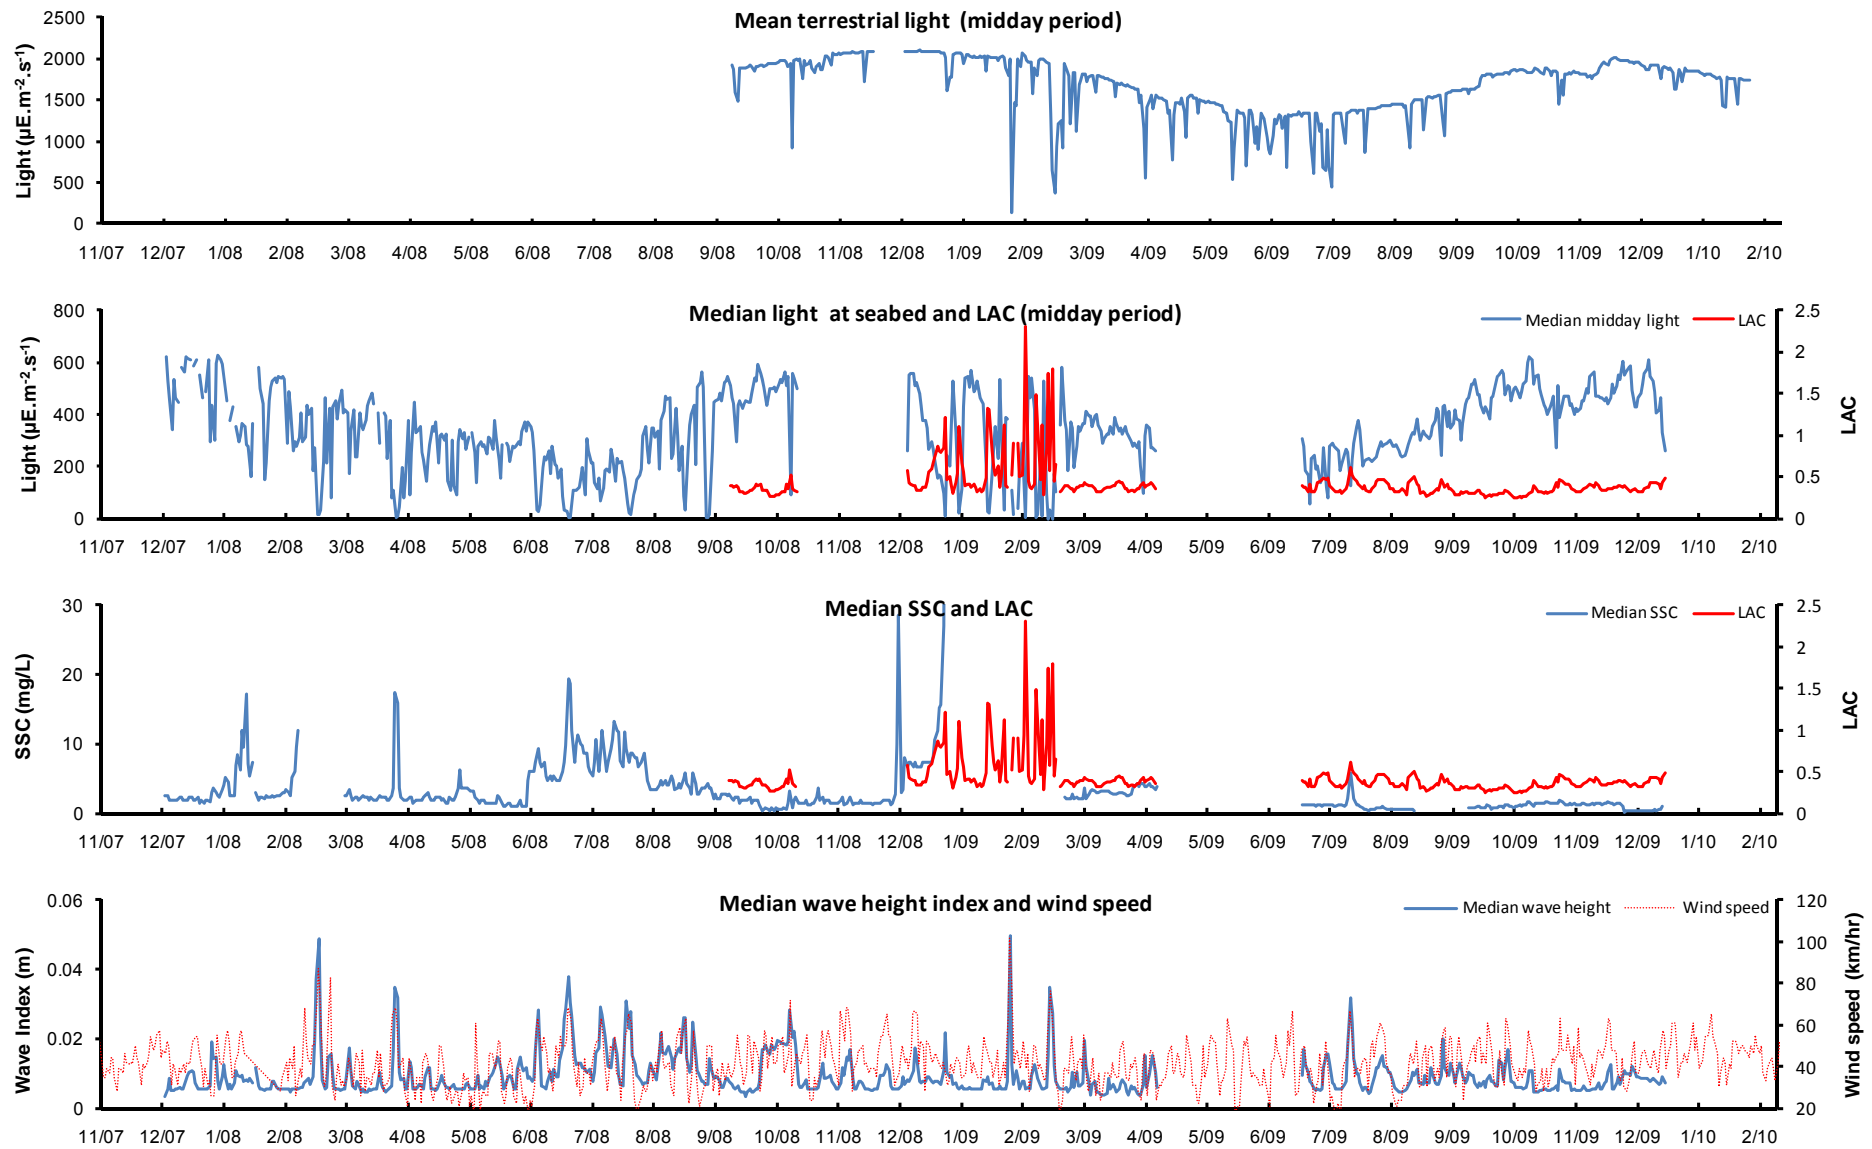 Mean terrestrial light (midday period)
Light (µE.m-2.s-1)
2500
2000
1500
1000
500
0
11/07 12/07 1/08 2/08 3/08 4/08 5/08 6/08 7/08 8/08 9/08 10/08 11/08 12/08 1/09 2/09 3/09 4/09 5/09 6/09 7/09 8/09 9/09 10/09 11/09 12/09 1/10 2/10
Median light at seabed and LAC (midday period)
Median midday light LAC
Light (µE.m-2.s-1)
800
600
400
200
0
2.5
2
1.5
1
0.5
0
LAC
11/07 12/07 1/08 2/08 3/08 4/08 5/08 6/08 7/08 8/08 9/08 10/08 11/08 12/08 1/09 2/09 3/09 4/09 5/09 6/09 7/09 8/09 9/09 10/09 11/09 12/09 1/10 2/10
Median SSC and LAC
Median SSC LAC
SSC (mg/L)
30
20
10
0
2.5
2
1.5
1
0.5
0
LAC
11/07 12/07 1/08 2/08 3/08 4/08 5/08 6/08 7/08 8/08 9/08 10/08 11/08 12/08 1/09 2/09 3/09 4/09 5/09 6/09 7/09 8/09 9/09 10/09 11/09 12/09 1/10 2/10
Median wave height index and wind speed
Median wave height Wind speed
Wave Index (m)
0.06
0.04
0.02
0
120
100
80
60
40
20
Wind speed (km/hr)
11/07 12/07 1/08 2/08 3/08 4/08 5/08 6/08 7/08 8/08 9/08 10/08 11/08 12/08 1/09 2/09 3/09 4/09 5/09 6/09 7/09 8/09 9/09 10/09 11/09 12/09 1/10 2/10